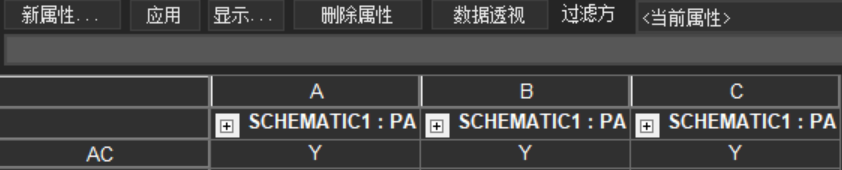 新属性... 应用 显示... 删除属性 数据透视 过滤方 <当前属性>
A B C
SCHEMATIC1 : PA SCHEMATIC1 : PA SCHEMATIC1 : PA
AC Y Y Y